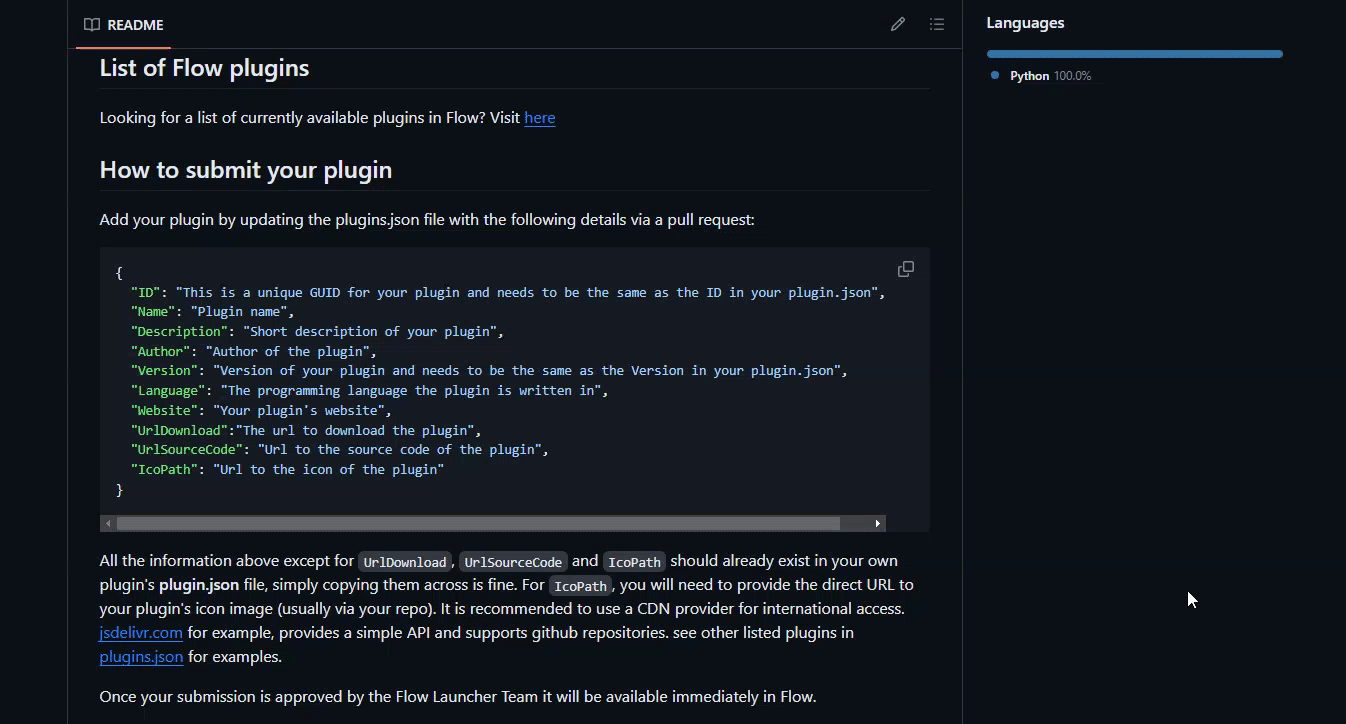 README
Languages
List of Flow plugins
Python 100.0%
Looking for a list of currently available plugins in Flow? Visit here
How to submit your plugin
Add your plugin by updating the plugins.json file with the following details via a pull request:
{
"ID": "This is a unique GUID for your plugin and needs to be the same as the ID in your plugin.json",
"Name": "Plugin name",
"Description": "Short description of your plugin",
"Author": "Author of the plugin",
"Version": "Version of your plugin and needs to be the same as the Version in your plugin.json",
"Language": "The programming language the plugin is written in",
"Website": "Your plugin's website",
"UrlDownload":"The url to download the plugin",
"UrlSourceCode": "Url to the source code of the plugin",
"IcoPath": "Url to the icon of the plugin"
}
All the information above except for UrlDownload, UrlSourceCode and IcoPath should already exist in your own
plugin's plugin.json file, simply copying them across is fine. For IcoPath, you will need to provide the direct URL to
your plugin's icon image (usually via your repo). It is recommended to use a CDN provider for international access.
jsdelivr.com for example, provides a simple API and supports github repositories. see other listed plugins in
plugins.json for examples.
Once your submission is approved by the Flow Launcher Team it will be available immediately in Flow.